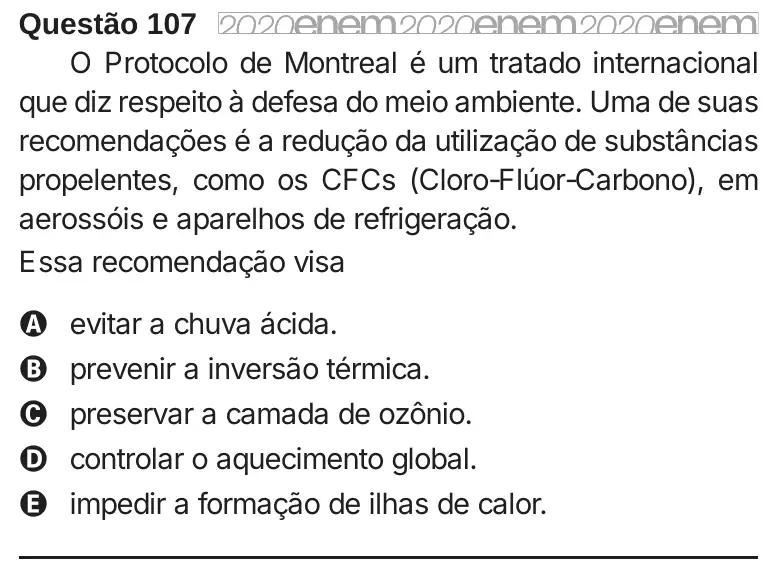 Questão 107 2020enem2020enem2020enem
O Protocolo de Montreal é um tratado internacional
que diz respeito à defesa do meio ambiente. Uma de suas
recomendações é a redução da utilização de substâncias
propelentes, como os CFCs (Cloro-Flúor-Carbono), em
aerossóis e aparelhos de refrigeração.
Essa recomendação visa
A evitar a chuva ácida.
B prevenir a inversão térmica.
C preservar a camada de ozônio.
D controlar o aquecimento global.
E impedir a formação de ilhas de calor.